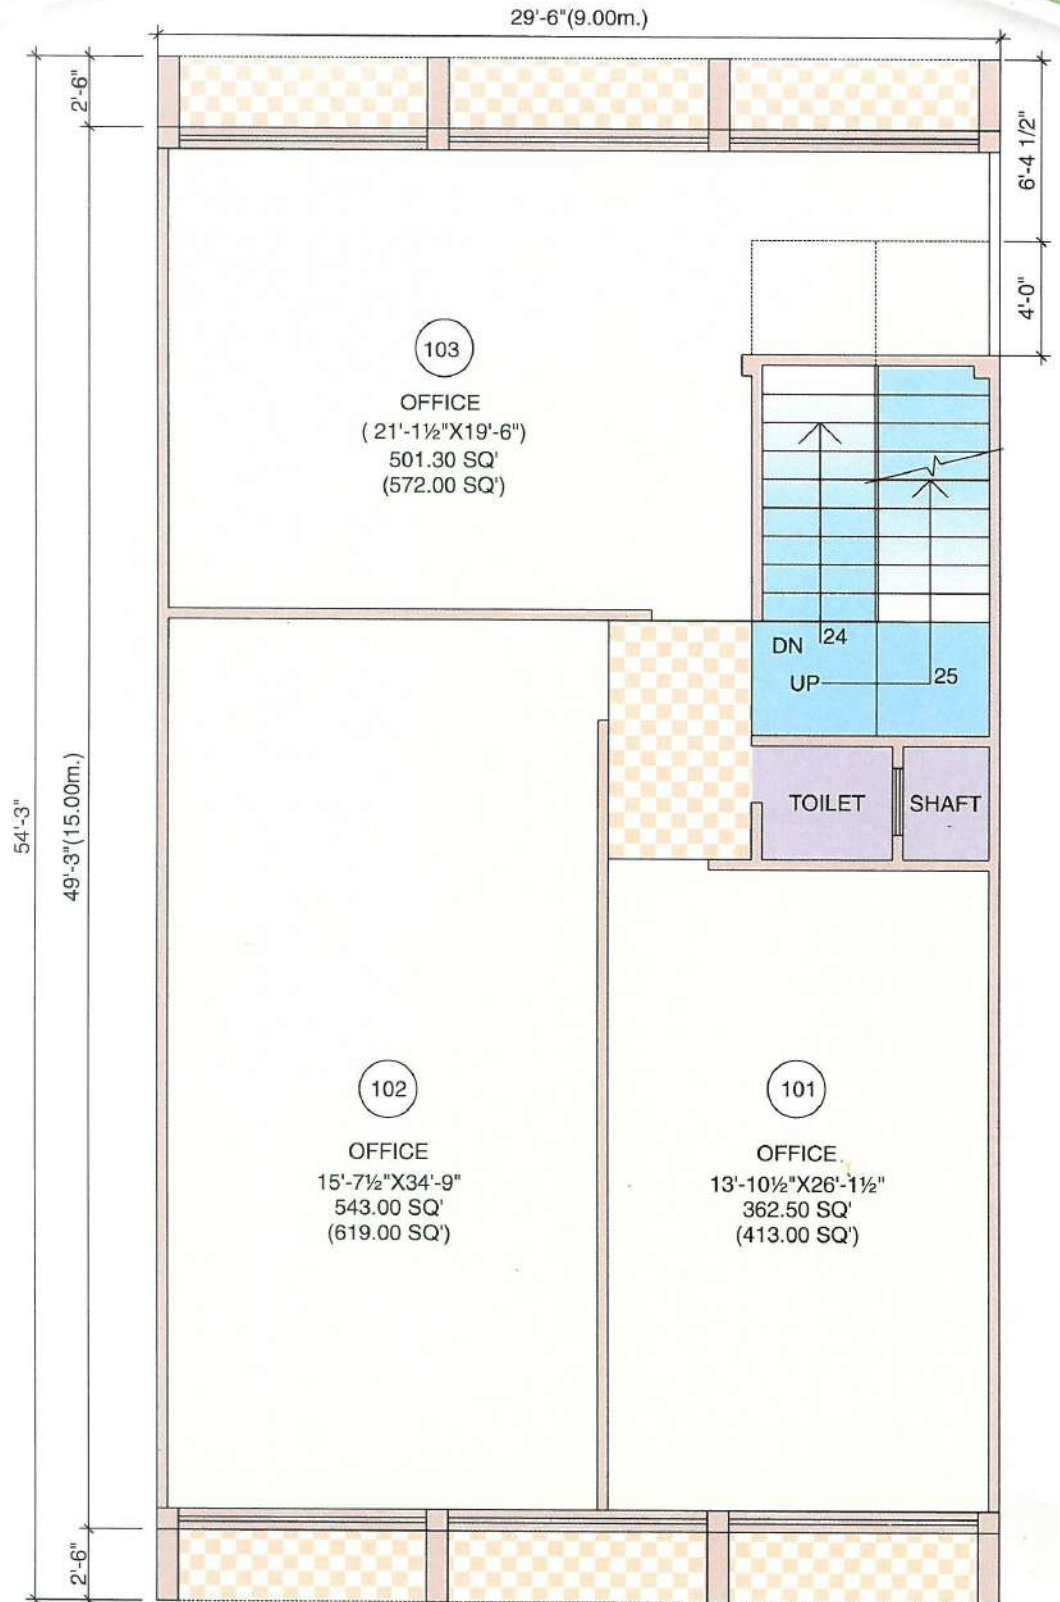 29'-6"(9.00m.)
2'-6"
6'-4 1/2"
4'-0"
103
OFFICE
( 21'-1½"X19'-6")
501.30 SQ'
(572.00 SQ')
DN 24
UP 25
54'-3"
49'-3"(15.00m.)
TOILET SHAFT
102
OFFICE
15'-7½"X34'-9"
543.00 SQ'
(619.00 SQ')
101
OFFICE
13'-10½"X26'-1½"
362.50 SQ'
(413.00 SQ')
2'-6"